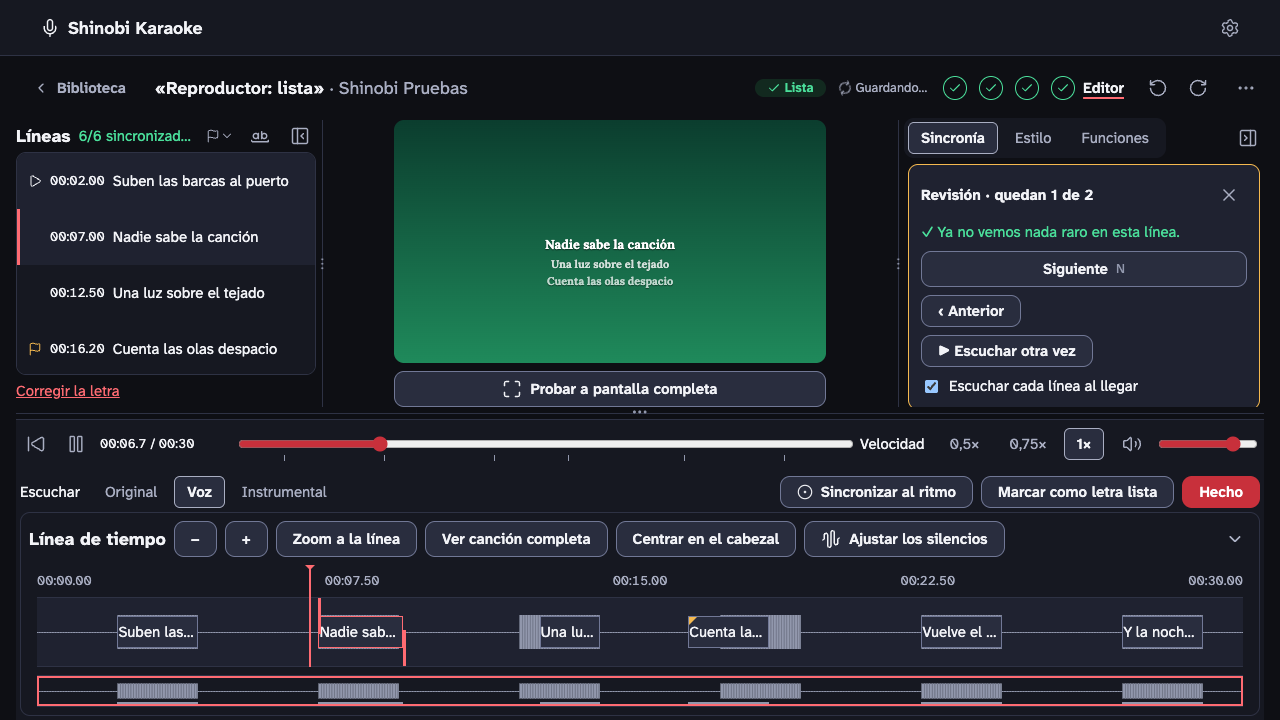 Shinobi Karaoke
Biblioteca
«Reproductor: lista» · Shinobi Pruebas
Lista
Guardando...
Editor
Líneas
6/6 sincronizad...
ab
00:02.00 Suben las barcas al puerto
00:07.00 Nadie sabe la canción
00:12.50 Una luz sobre el tejado
00:16.20 Cuenta las olas despacio
Corregir la letra
Nadie sabe la canción
Una luz sobre el tejado
Cuenta las olas despacio
Probar a pantalla completa
Sincronía
Estilo
Funciones
Revisión · quedan 1 de 2
Ya no vemos nada raro en esta línea.
Siguiente N
‹ Anterior
Escuchar otra vez
Escuchar cada línea al llegar
00:06.7 / 00:30
Velocidad
0,5×
0,75×
1×
Escuchar
Original
Voz
Instrumental
Sincronizar al ritmo
Marcar como letra lista
Hecho
Línea de tiempo
−
+
Zoom a la línea
Ver canción completa
Centrar en el cabezal
Ajustar los silencios
00:00.00
00:07.50
00:15.00
00:22.50
00:30.00
Suben las...
Nadie sab...
Una lu...
Cuenta la...
Vuelve el ...
Y la noch...